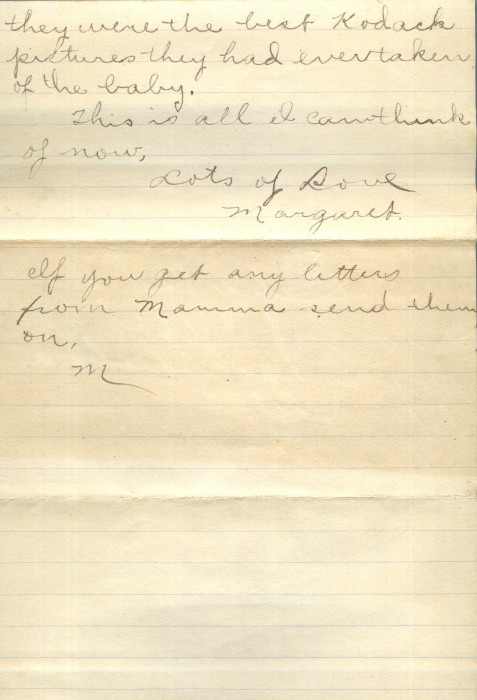 they were the best Kodack
pictures they had ever taken
of the baby.
This is all I can think
of now,
Lots of Love
Margaret.
If you get any letters
from Mamma send them
on,
M